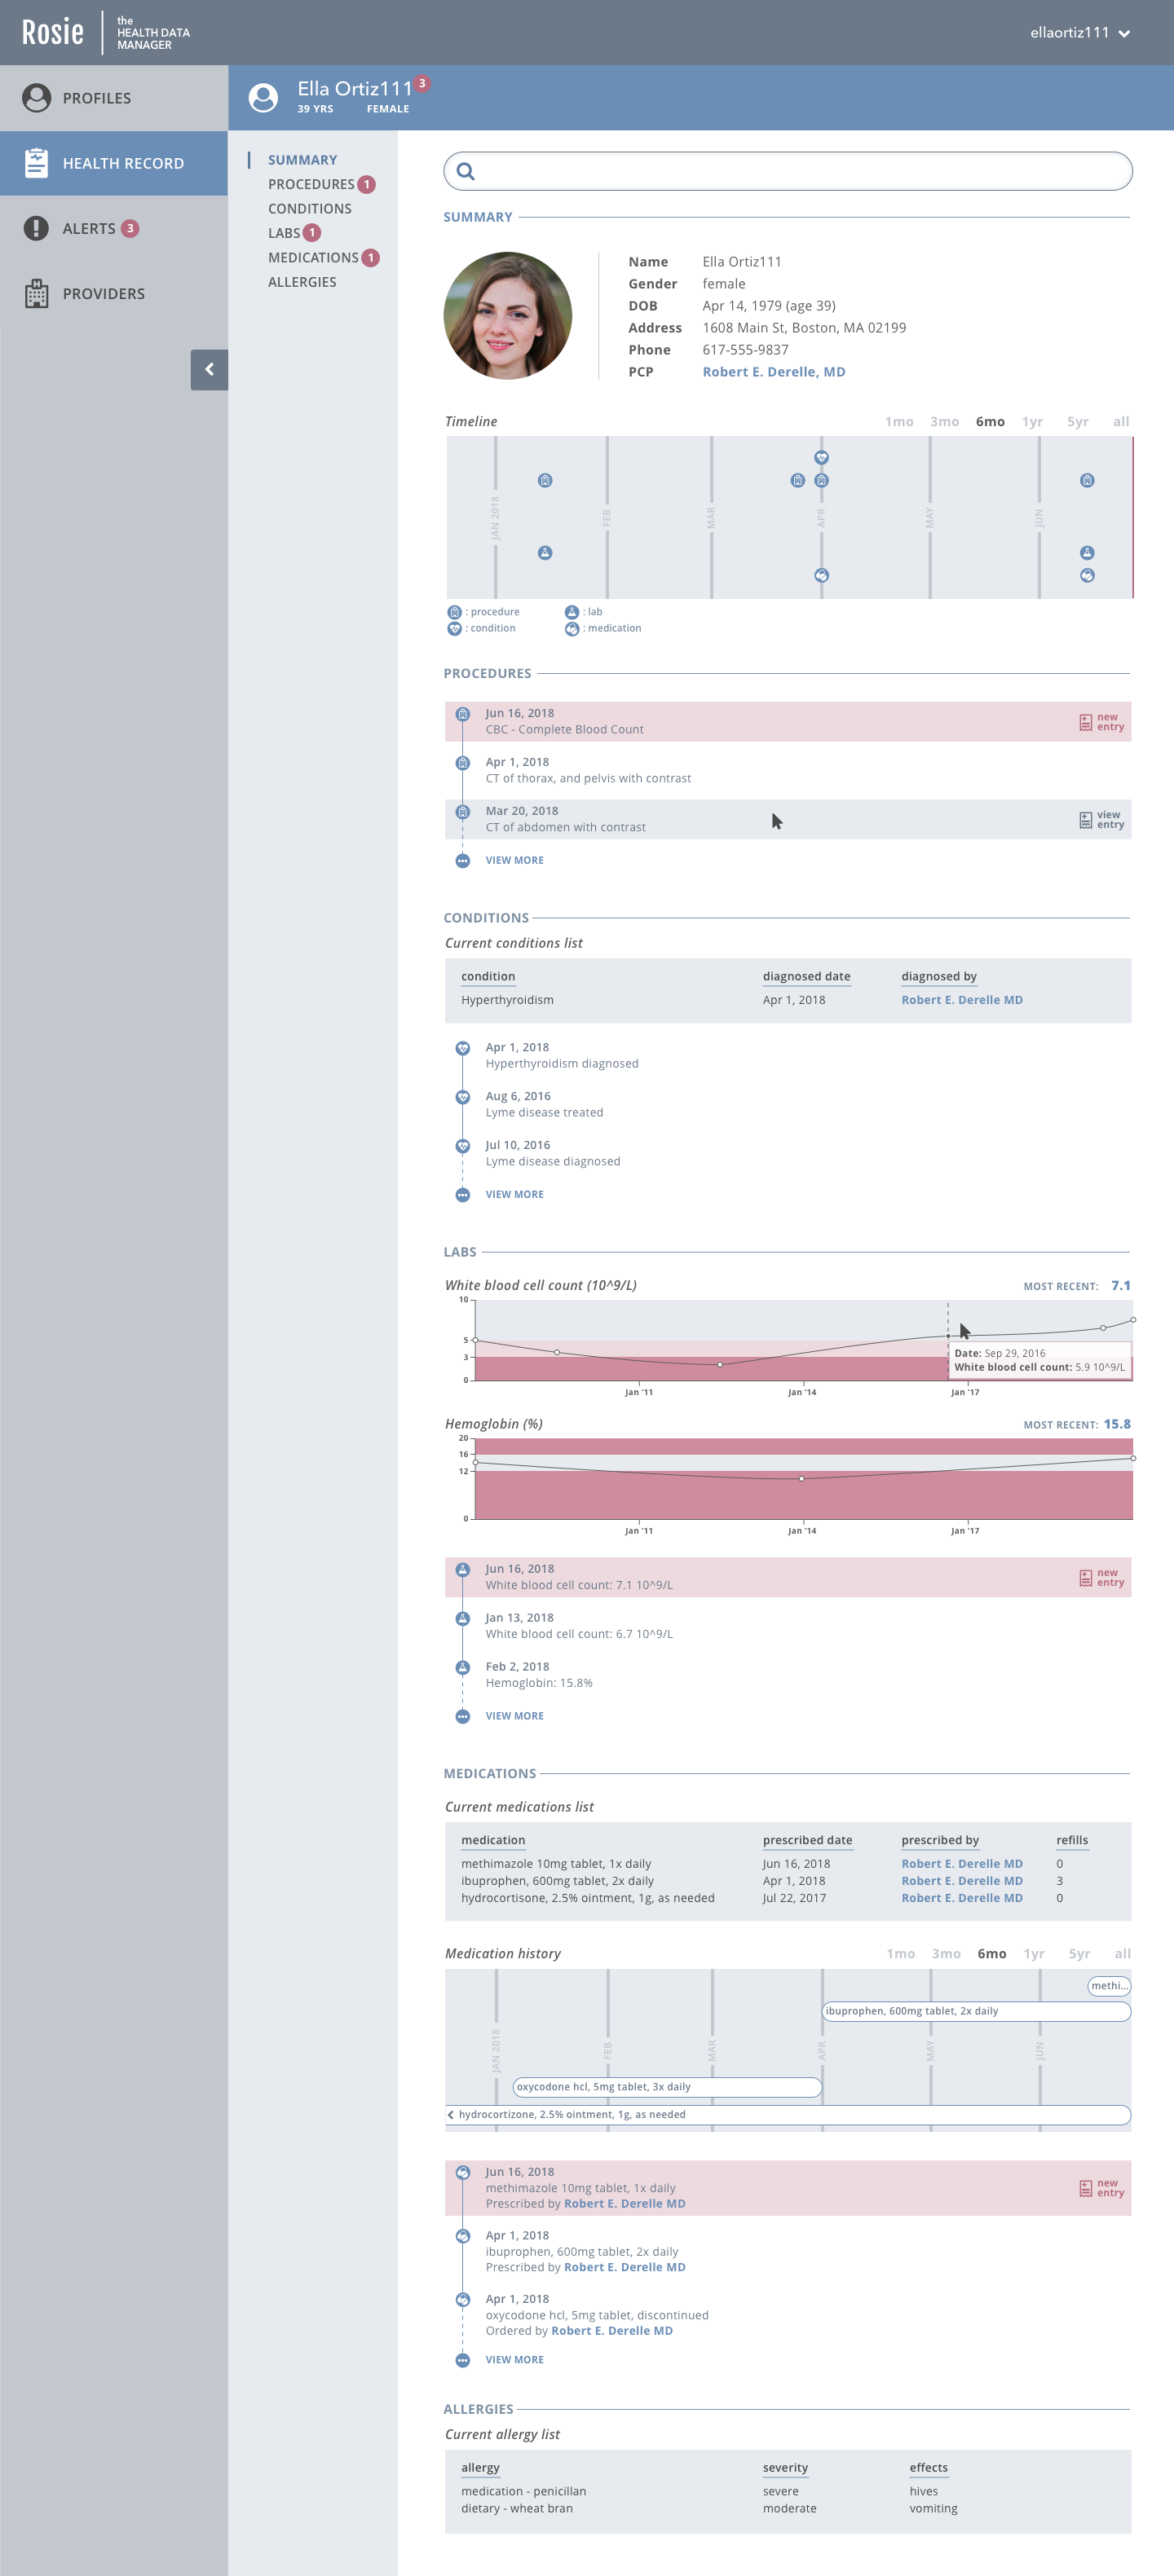 Rosie
the
HEALTH DATA
MANAGER
ellaortiz111
PROFILES
HEALTH RECORD
ALERTS 3
PROVIDERS
Ella Ortiz111 3
39 YRS FEMALE
SUMMARY
PROCEDURES 1
CONDITIONS
LABS 1
MEDICATIONS 1
ALLERGIES
SUMMARY
Name Ella Ortiz111
Gender female
DOB Apr 14, 1979 (age 39)
Address 1608 Main St, Boston, MA 02199
Phone 617-555-9837
PCP Robert E. Derelle, MD
Timeline 1mo 3mo 6mo 1yr 5yr all
JAN 2018 FEB MAR APR MAY JUN
: procedure : lab
: condition : medication
PROCEDURES
Jun 16, 2018
CBC - Complete Blood Count
new
entry
Apr 1, 2018
CT of thorax, and pelvis with contrast
Mar 20, 2018
CT of abdomen with contrast
view
entry
VIEW MORE
CONDITIONS
Current conditions list
condition diagnosed date diagnosed by
Hyperthyroidism Apr 1, 2018 Robert E. Derelle MD
Apr 1, 2018
Hyperthyroidism diagnosed
Aug 6, 2016
Lyme disease treated
Jul 10, 2016
Lyme disease diagnosed
VIEW MORE
LABS
White blood cell count (10^9/L) MOST RECENT: 7.1
10
5
3
0
Date: Sep 29, 2016
White blood cell count: 5.9 10^9/L
Jan '11 Jan '14 Jan '17
Hemoglobin (%) MOST RECENT: 15.8
20
16
12
0
Jan '11 Jan '14 Jan '17
Jun 16, 2018
White blood cell count: 7.1 10^9/L
new
entry
Jan 13, 2018
White blood cell count: 6.7 10^9/L
Feb 2, 2018
Hemoglobin: 15.8%
VIEW MORE
MEDICATIONS
Current medications list
medication prescribed date prescribed by refills
methimazole 10mg tablet, 1x daily Jun 16, 2018 Robert E. Derelle MD 0
ibuprophen, 600mg tablet, 2x daily Apr 1, 2018 Robert E. Derelle MD 3
hydrocortisone, 2.5% ointment, 1g, as needed Jul 22, 2017 Robert E. Derelle MD 0
Medication history 1mo 3mo 6mo 1yr 5yr all
methi...
ibuprophen, 600mg tablet, 2x daily
JAN 2018 FEB MAR APR MAY JUN
oxycodone hcl, 5mg tablet, 3x daily
hydrocortizone, 2.5% ointment, 1g, as needed
Jun 16, 2018
methimazole 10mg tablet, 1x daily
Prescribed by Robert E. Derelle MD
new
entry
Apr 1, 2018
ibuprophen, 600mg tablet, 2x daily
Prescribed by Robert E. Derelle MD
Apr 1, 2018
oxycodone hcl, 5mg tablet, discontinued
Ordered by Robert E. Derelle MD
VIEW MORE
ALLERGIES
Current allergy list
allergy severity effects
medication - penicillan severe hives
dietary - wheat bran moderate vomiting